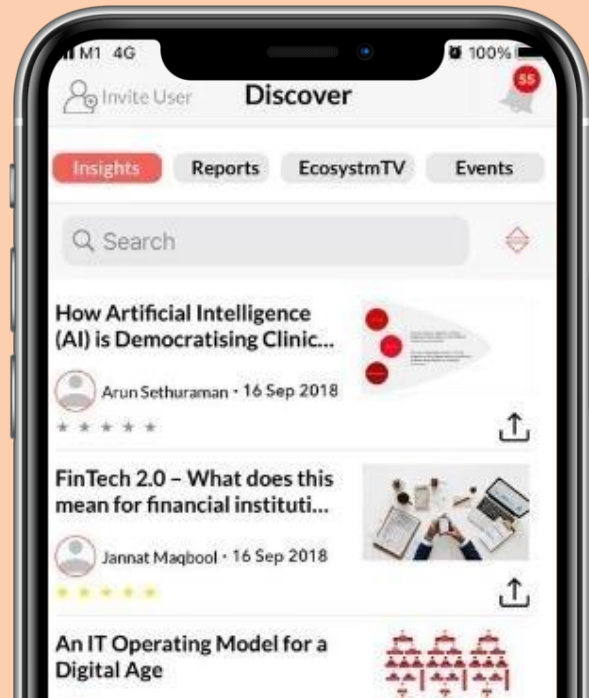 M1 4G 100%
Invite User Discover 55
Insights Reports EcosystmTV Events
Search
How Artificial Intelligence
(AI) is Democratising Clinic...
Arun Sethuraman · 16 Sep 2018
FinTech 2.0 – What does this
mean for financial instituti...
Jannat Maqbool · 16 Sep 2018
An IT Operating Model for a
Digital Age